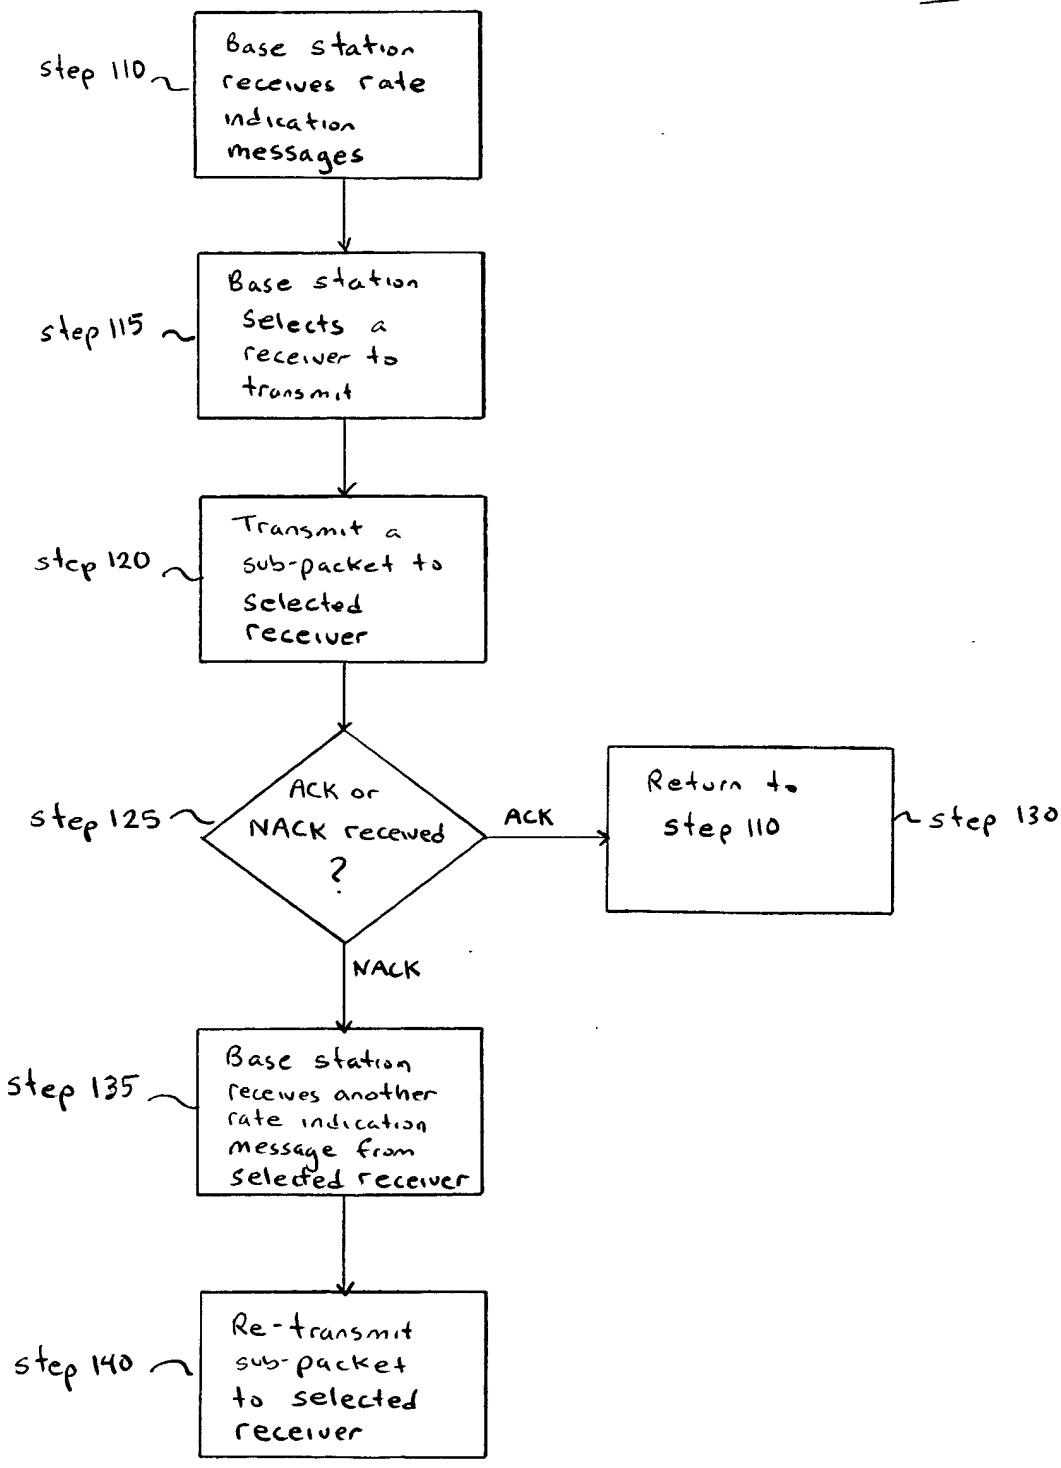 step 110
Base station
receives rate
indication
messages
step 115
Base station
selects a
receiver to
transmit
step 120
Transmit a
sub-packet to
selected
receiver
step 125
ACK or
NACK received
?
ACK
Return to
step 110
step 130
NACK
step 135
Base station
receives another
rate indication
message from
selected receiver
step 140
Re-transmit
sub-packet
to selected
receiver